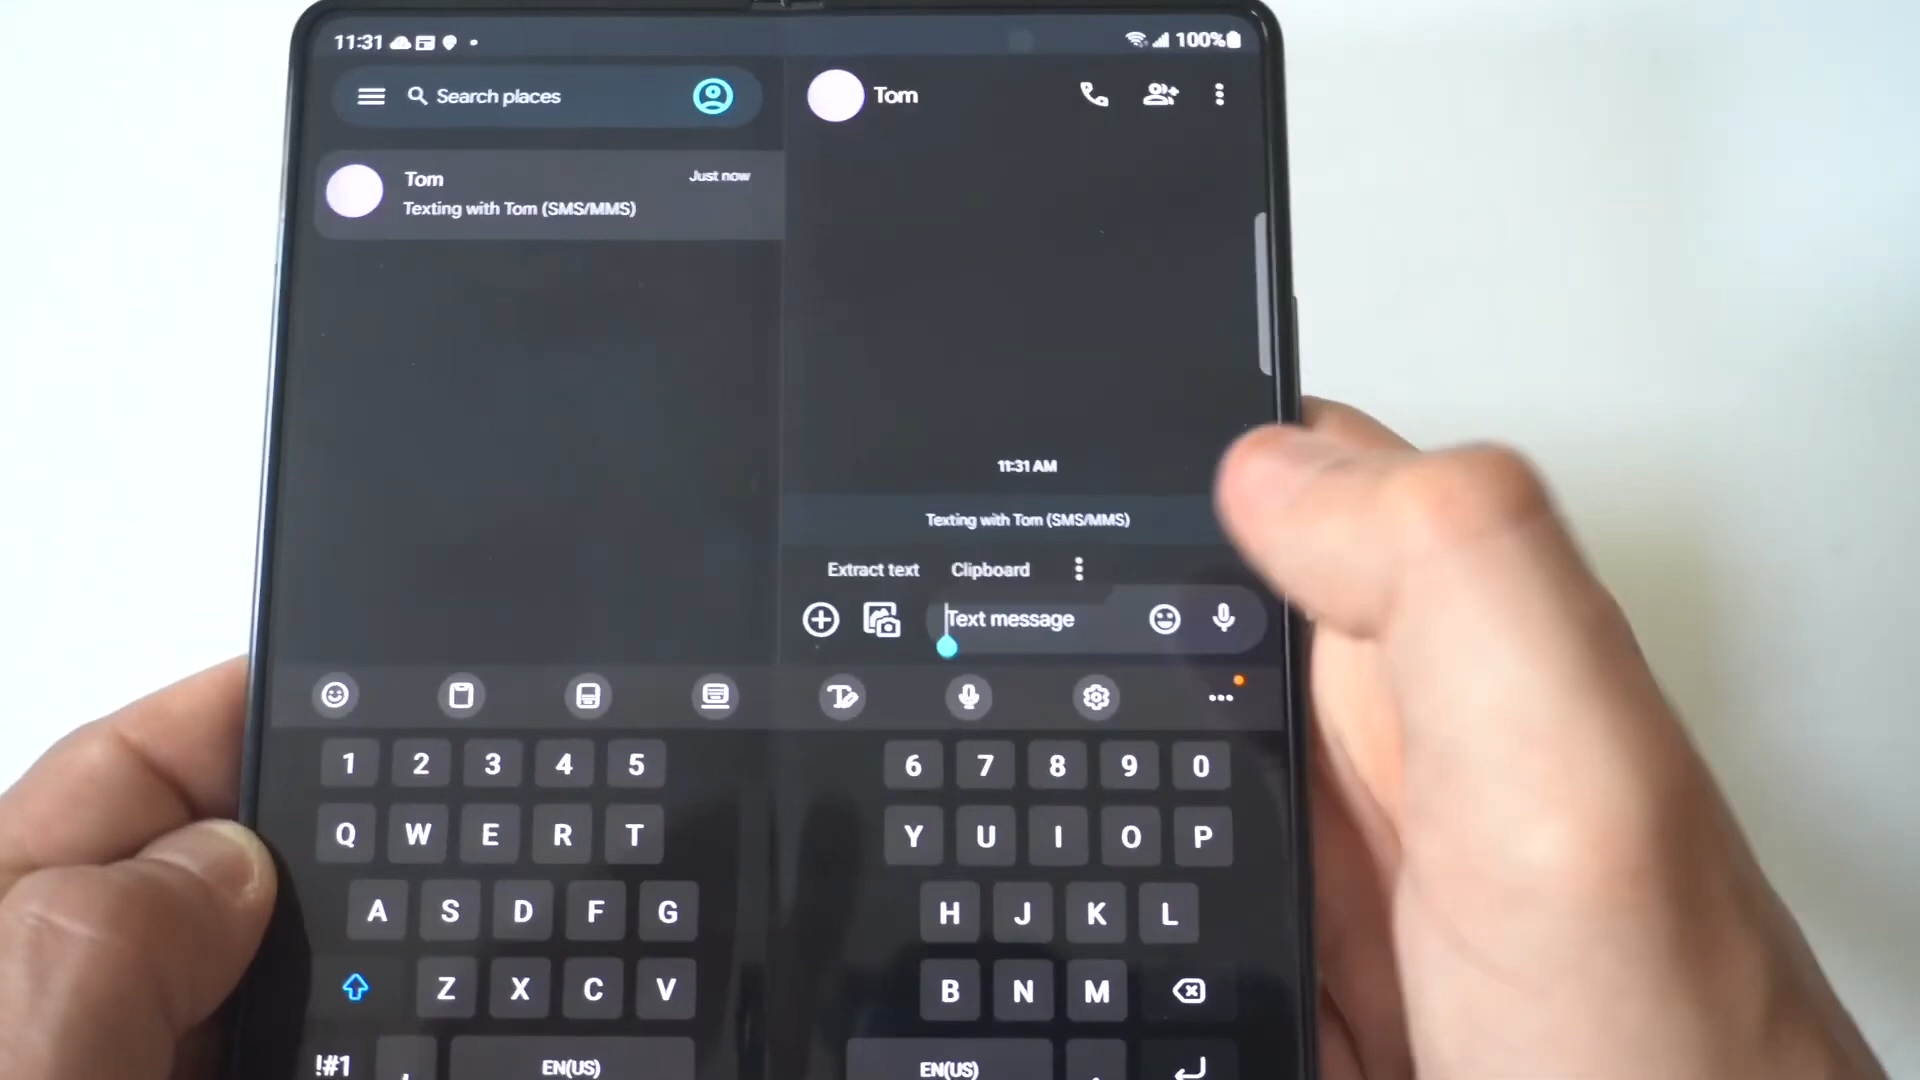 11:31
100%
Search places
Tom
Just now
Texting with Tom (SMS/MMS)
Tom
11:31 AM
Texting with Tom (SMS/MMS)
Extract text Clipboard
Text message
1 2 3 4 5 6 7 8 9 0
Q W E R T Y U I O P
A S D F G H J K L
Z X C V B N M
!#1 , EN(US) EN(US) .